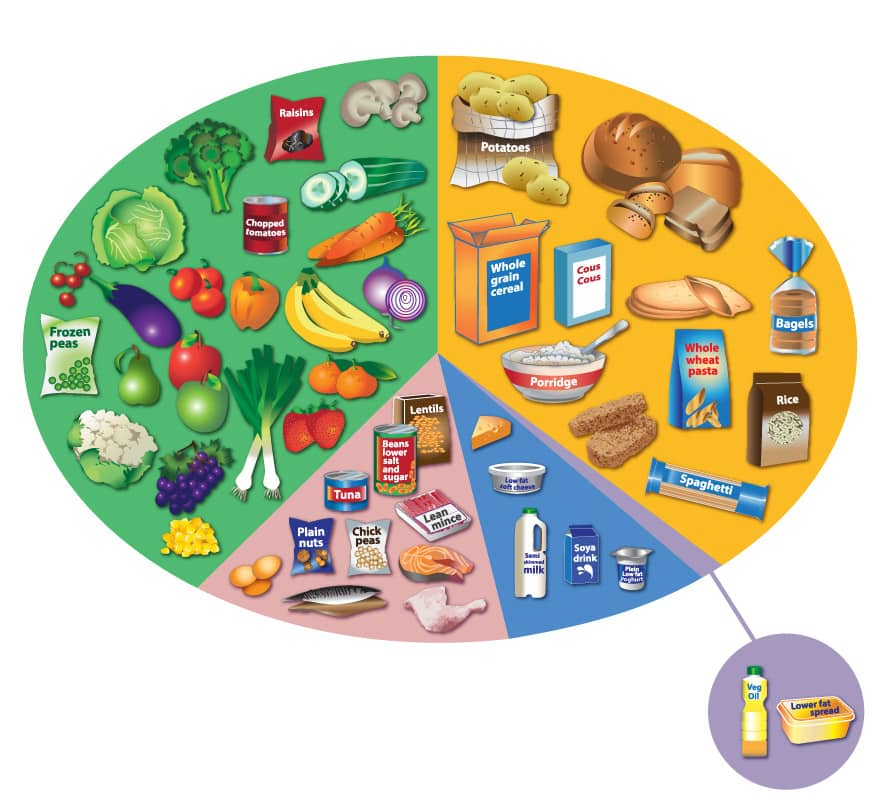 Raisins
Chopped
tomatoes
Frozen
peas
Potatoes
Whole
grain
cereal
Cous
Cous
Bagels
Porridge
Whole
wheat
pasta
Rice
Spaghetti
Lentils
Beans
lower
salt
and
sugar
Tuna
Lean
mince
Plain
nuts
Chick
peas
Low fat
soft cheese
Semi
skimmed
milk
Soya
drink
Plain
Low fat
yoghurt
Veg
Oil
Lower fat
spread